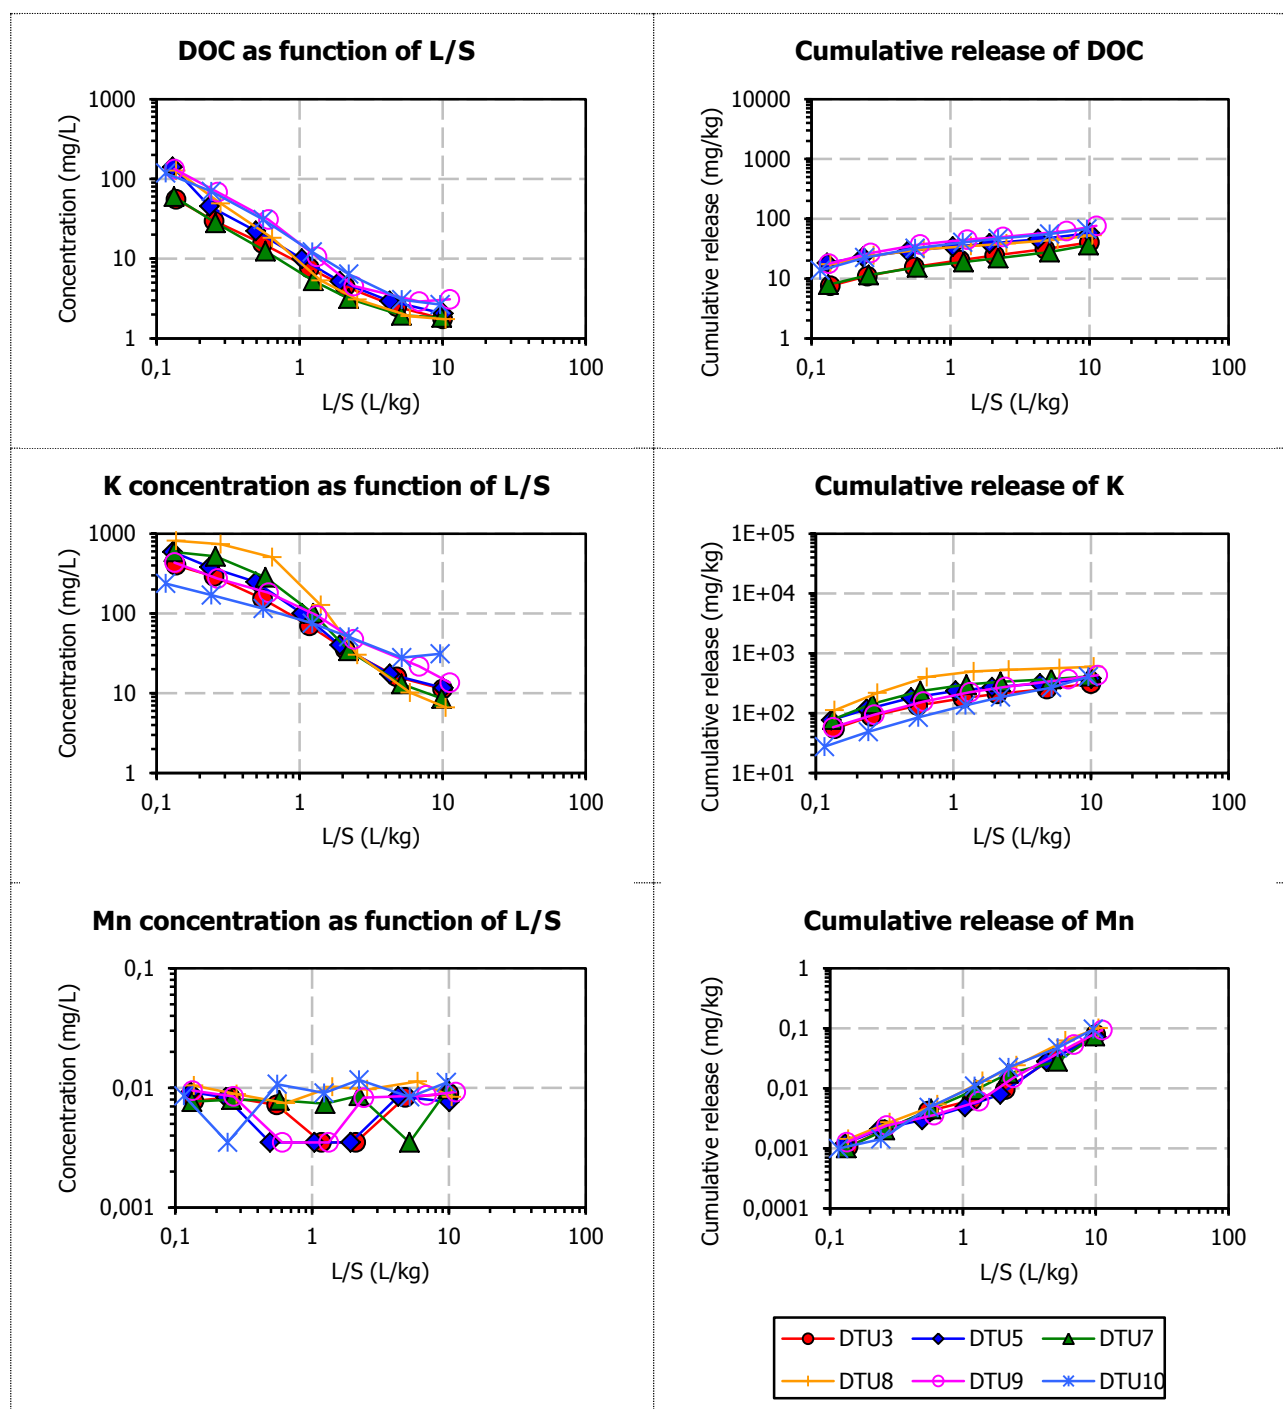 DOC as function of L/S
Concentration (mg/L)
1000
100
10
1
0,1 1 10 100
L/S (L/kg)
Cumulative release of DOC
Cumulative release (mg/kg)
10000
1000
100
10
1
0,1 1 10 100
L/S (L/kg)
K concentration as function of L/S
Concentration (mg/L)
1000
100
10
1
0,1 1 10 100
L/S (L/kg)
Cumulative release of K
Cumulative release (mg/kg)
1E+05
1E+04
1E+03
1E+02
1E+01
0,1 1 10 100
L/S (L/kg)
Mn concentration as function of L/S
Concentration (mg/L)
0,1
0,01
0,001
0,1 1 10 100
L/S (L/kg)
Cumulative release of Mn
Cumulative release (mg/kg)
1
0,1
0,01
0,001
0,0001
0,1 1 10 100
L/S (L/kg)
DTU3 DTU5 DTU7
DTU8 DTU9 DTU10